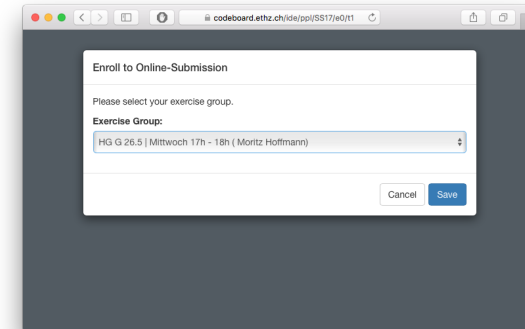 codeboard.ethz.ch/ide/ppl/SS17/e0/t1
Enroll to Online-Submission
Please select your exercise group.
Exercise Group:
HG G 26.5 | Mittwoch 17h - 18h ( Moritz Hoffmann)
Cancel Save